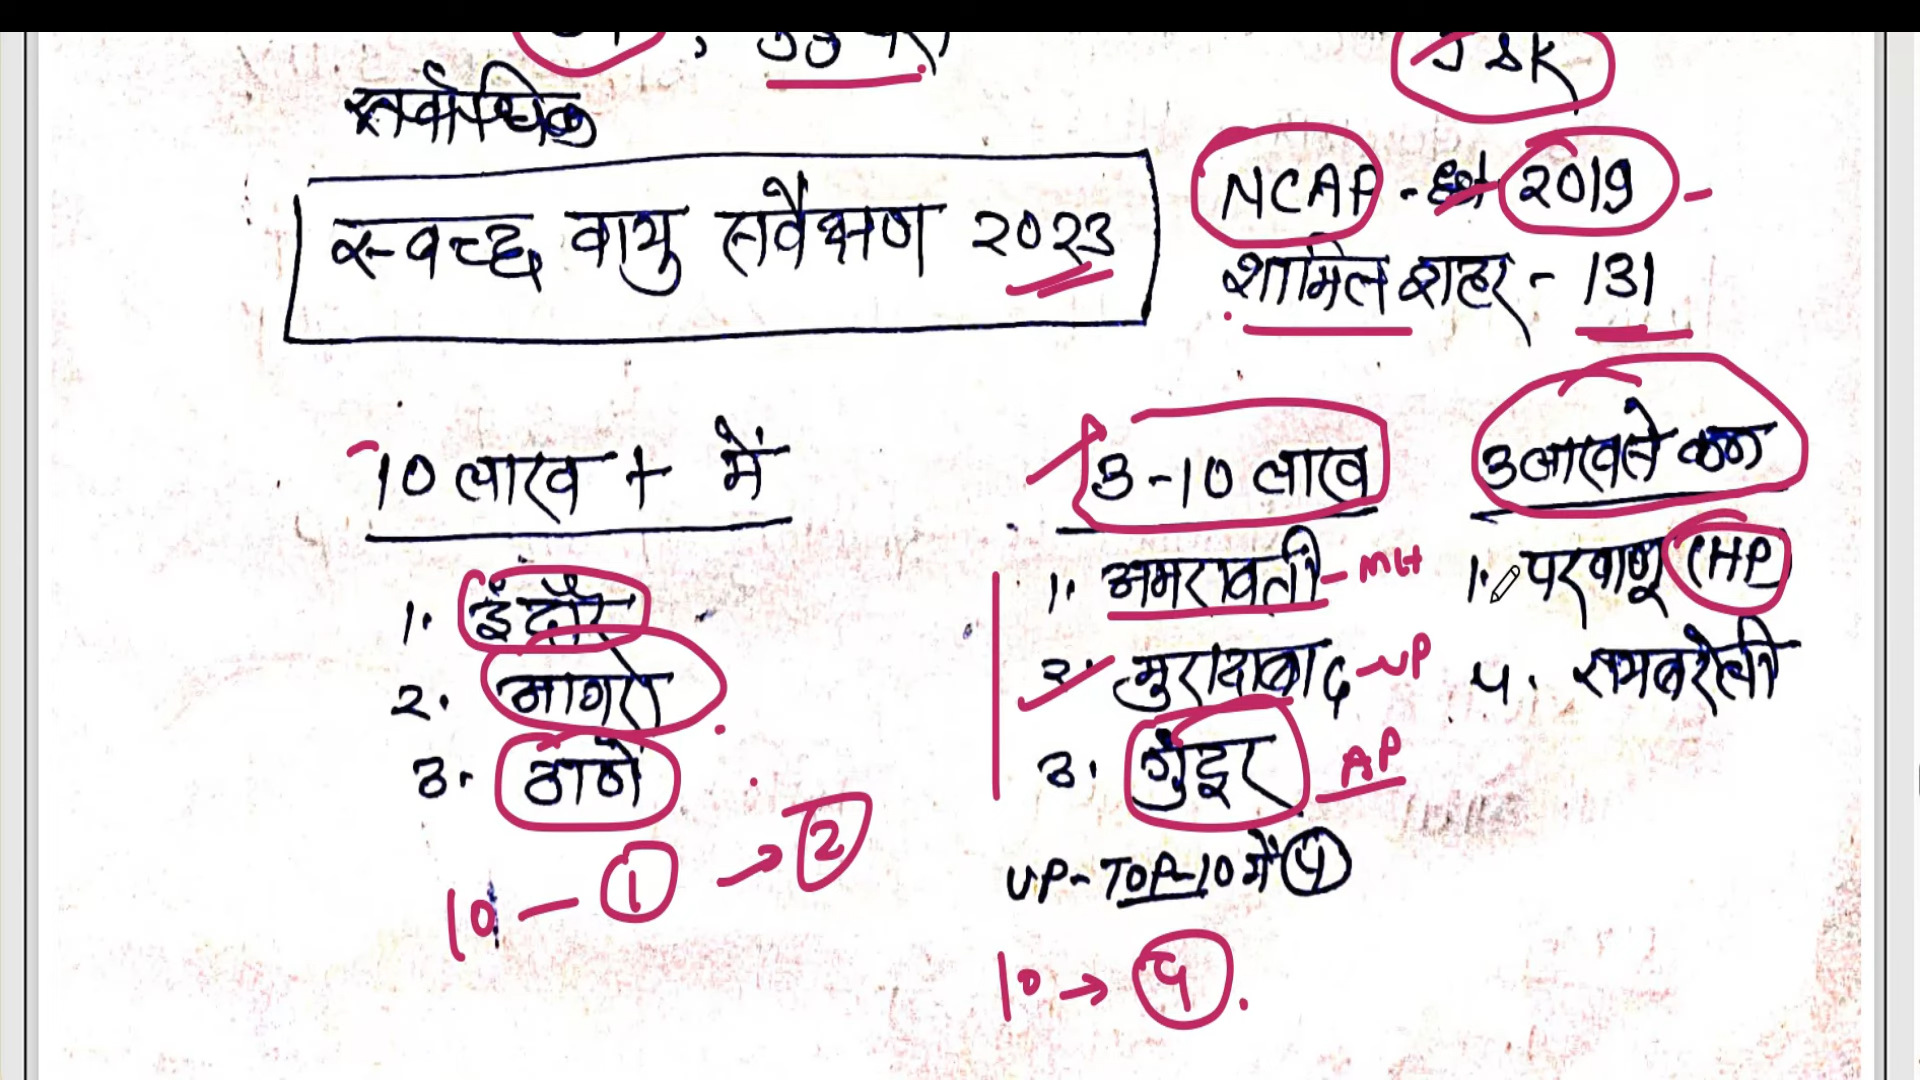 J&K
सर्वाधिक
स्वच्छ वायु सर्वेक्षण 2023
NCAP - 2019
शामिल शहर - 131
10 लाख + में
1. इंदौर
2. आगरा
3. ठाणे
10 - 1 → 2
3-10 लाख
1. अमरावती - MH
2. मुरादाबाद - UP
3. गुंटूर AP
UP - TOP-10 में 4
10 → 4
3 लाख से कम
1. परवाणू (HP)
4. रायबरेली